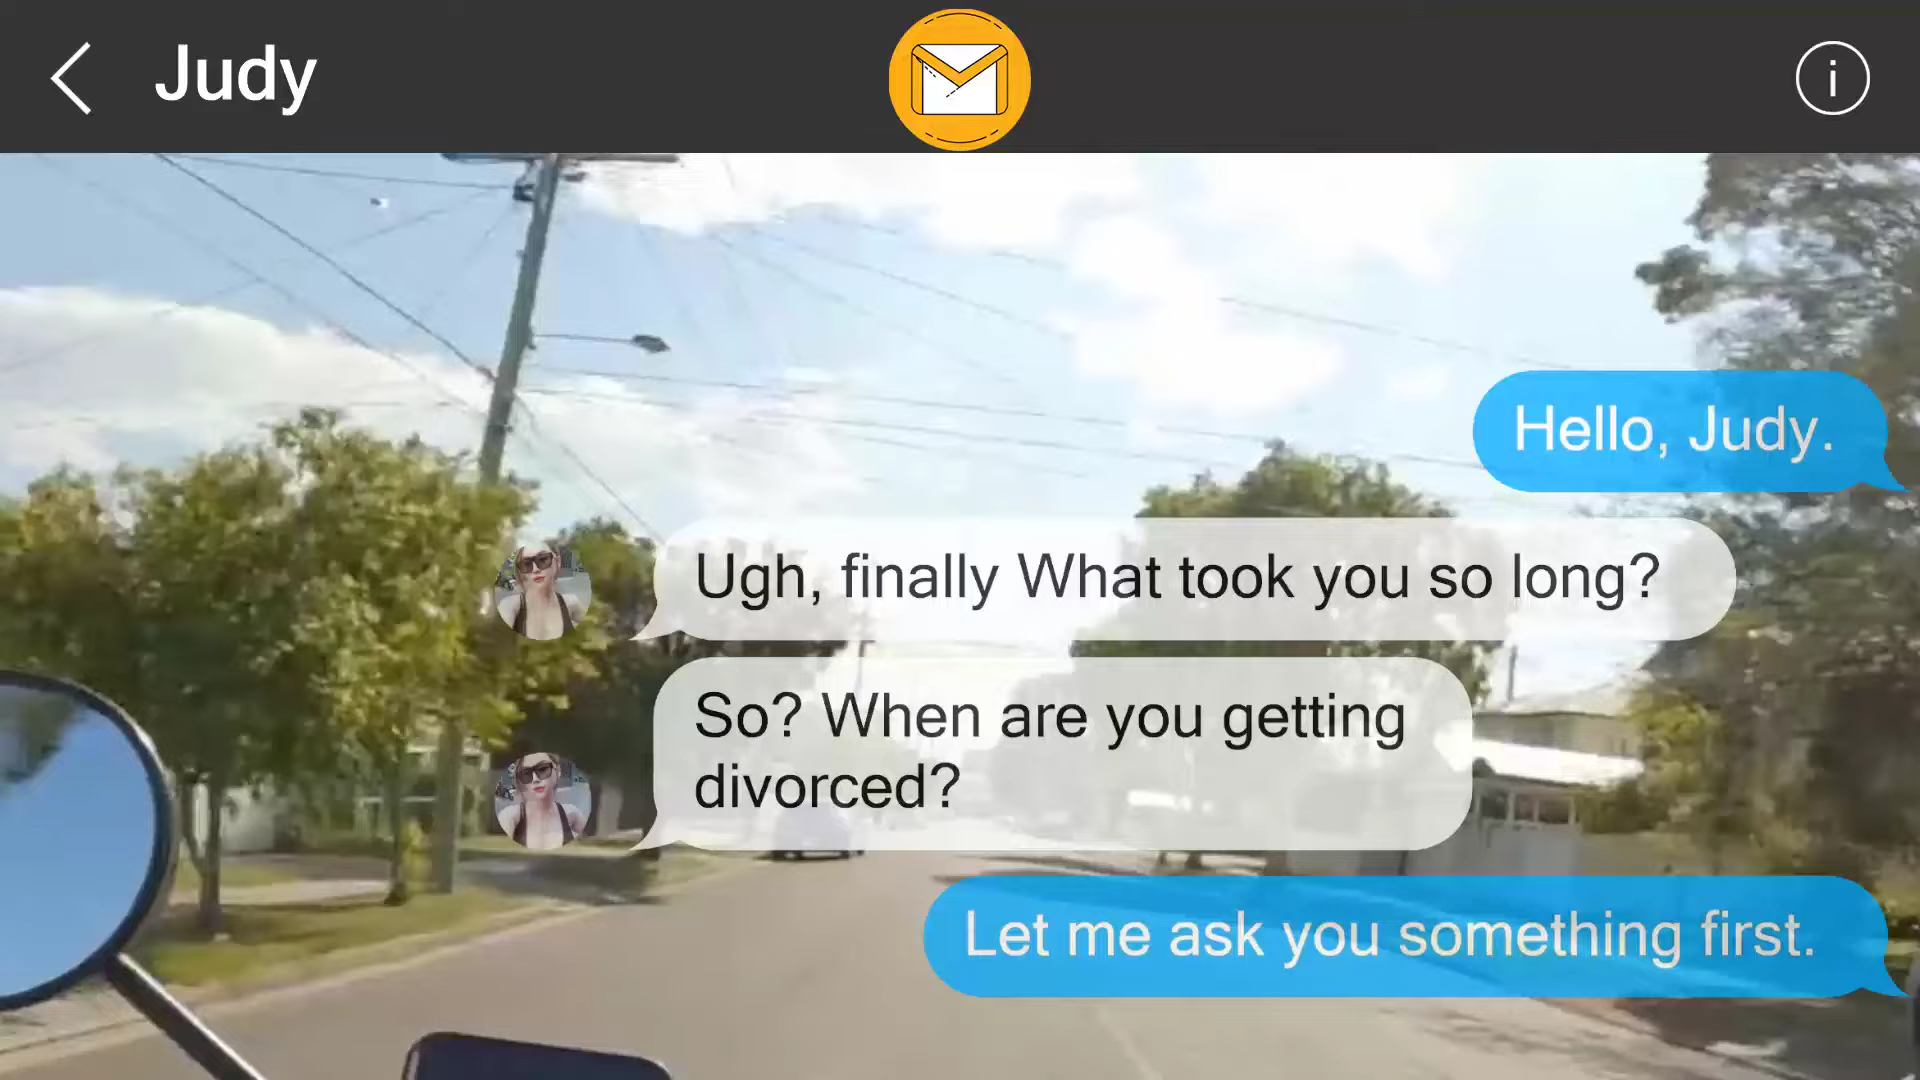 Judy
Hello, Judy.
Ugh, finally What took you so long?
So? When are you getting
divorced?
Let me ask you something first.